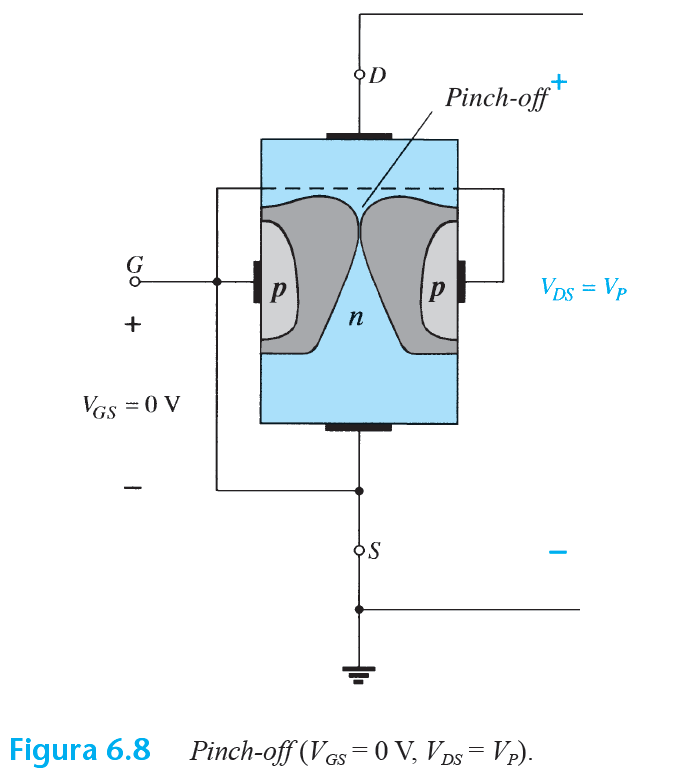 D
Pinch-off
+
G
p
p
n
V_DS = V_P
+
V_GS = 0 V
−
S
−
Figura 6.8 Pinch-off (V_GS = 0 V, V_DS = V_P).